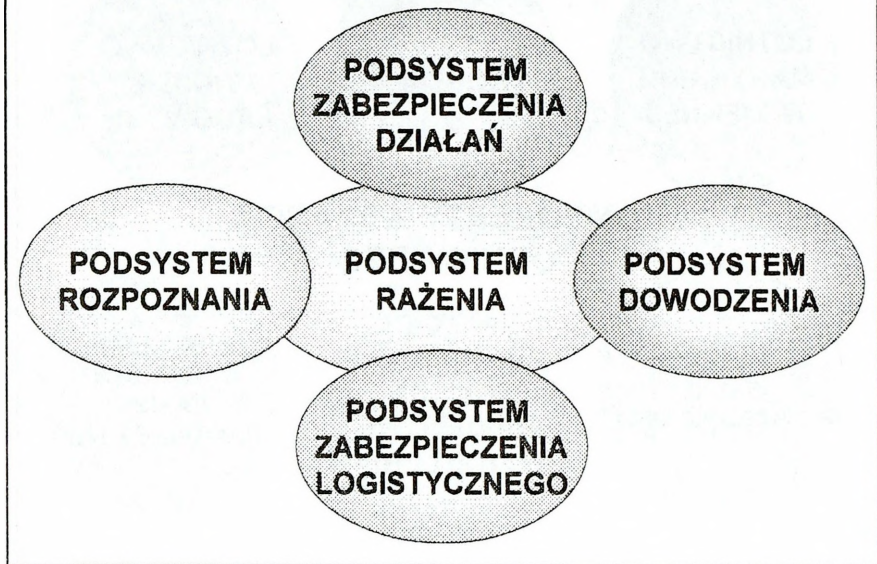 PODSYSTEM
ZABEZPIECZENIA
DZIAŁAŃ
PODSYSTEM
ROZPOZNANIA
PODSYSTEM
RAŻENIA
PODSYSTEM
DOWODZENIA
PODSYSTEM
ZABEZPIECZENIA
LOGISTYCZNEGO